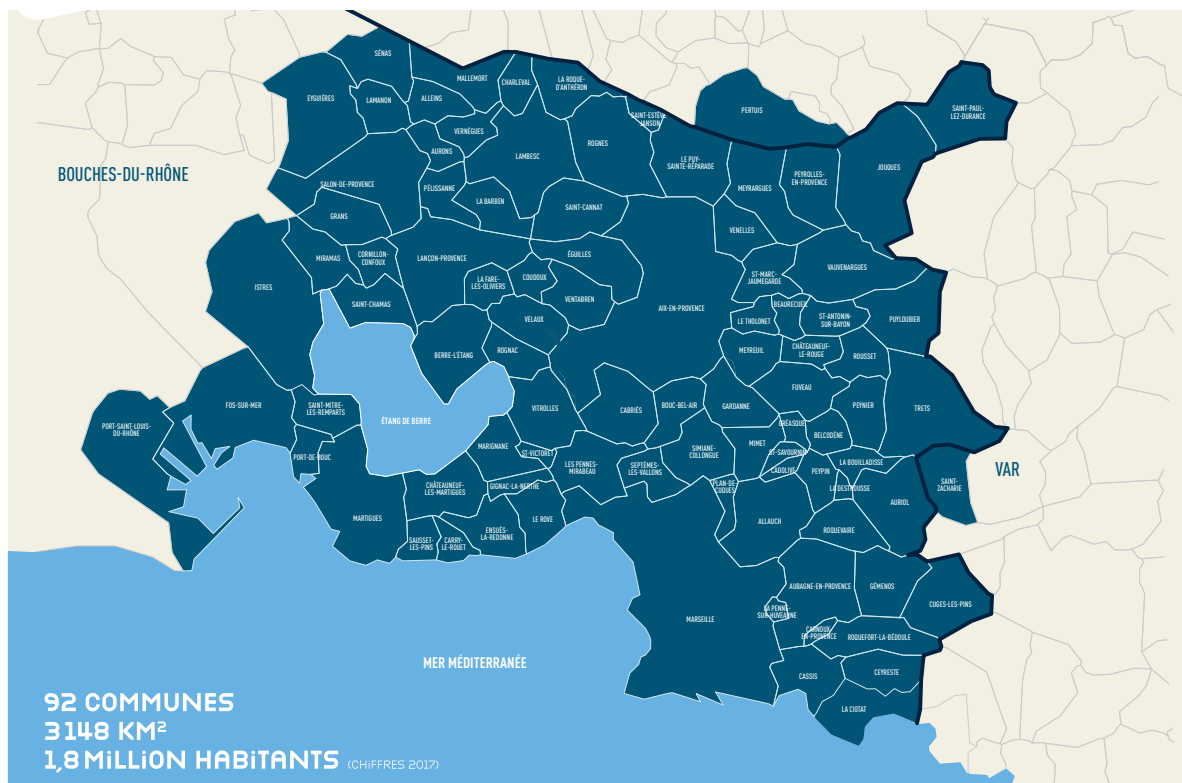 SÉNAS
MALLEMORT
CHARLEVAL
LA ROQUE-
D'ANTHÉRON
EYGUIÈRES
LAMANON
ALLEINS
SAINT-ESTÈVE
JANSON
PERTUIS
SAINT-PAUL-
LEZ-DURANCE
VERNÈGUES
AURONS
LAMBESC
ROGNES
LE PUY-
SAINTE-RÉPARADE
MEYRARGUES
PEYROLLES-
EN-PROVENCE
JOUQUES
BOUCHES-DU-RHÔNE
SALON-DE-PROVENCE
PÉLISSANNE
LA BARBEN
SAINT-CANNAT
GRANS
VENELLES
MIRAMAS
CORNILLON-
CONFOUX
LANÇON-PROVENCE
ÉGUILLES
ST-MARC-
JAUMEGARDE
VAUVENARGUES
ISTRES
LA FARE-
LES-OLIVIERS
COUDOUX
VENTABREN
SAINT-CHAMAS
AIX-EN-PROVENCE
BEAURECUEIL
LE THOLONET
ST-ANTONIN-
SUR-BAYON
PUYLOUBIER
VELAUX
BERRE-L'ÉTANG
ROGNAC
MEYREUIL
CHÂTEAUNEUF-
LE-ROUGE
ROUSSET
FUVEAU
FOS-SUR-MER
SAINT-MITRE-
LES-REMPARTS
ÉTANG DE BERRE
VITROLLES
CABRIÈS
BOUC-BEL-AIR
GARDANNE
PEYNIER
TRETS
PORT-SAINT-LOUIS-
DU-RHÔNE
GRÉASQUE
BELCODÈNE
PORT-DE-BOUC
MARIGNANE
ST-VICTORET
LES PENNES-
MIRABEAU
SEPTÈMES-
LES-VALLONS
SIMIANE-
COLLONGUE
MIMET
ST-SAVOURNIN
CADOLIVE
PEYPIN
LA BOUILLADISSE
LA DESTROUSSE
SAINT-
ZACHARIE
VAR
CHÂTEAUNEUF-
LES-MARTIGUES
GIGNAC-LA-NERTHE
PLAN-DE-
CUQUES
AURIOL
MARTIGUES
SAUSSET-
LES-PINS
CARRY-
LE-ROUET
ENSUÈS-
LA-REDONNE
LE ROVE
ALLAUCH
ROQUEVAIRE
MARSEILLE
AUBAGNE-EN-PROVENCE
GÉMENOS
CUGES-LES-PINS
LA PENNE-
SUR-HUVEAUNE
CARNOUX-
EN-PROVENCE
ROQUEFORT-LA-BÉDOULE
MER MÉDITERRANÉE
CASSIS
CEYRESTE
LA CIOTAT
92 COMMUNES
3148 KM²
1,8 MiLLiON HABiTANTS (CHiFFRES 2017)